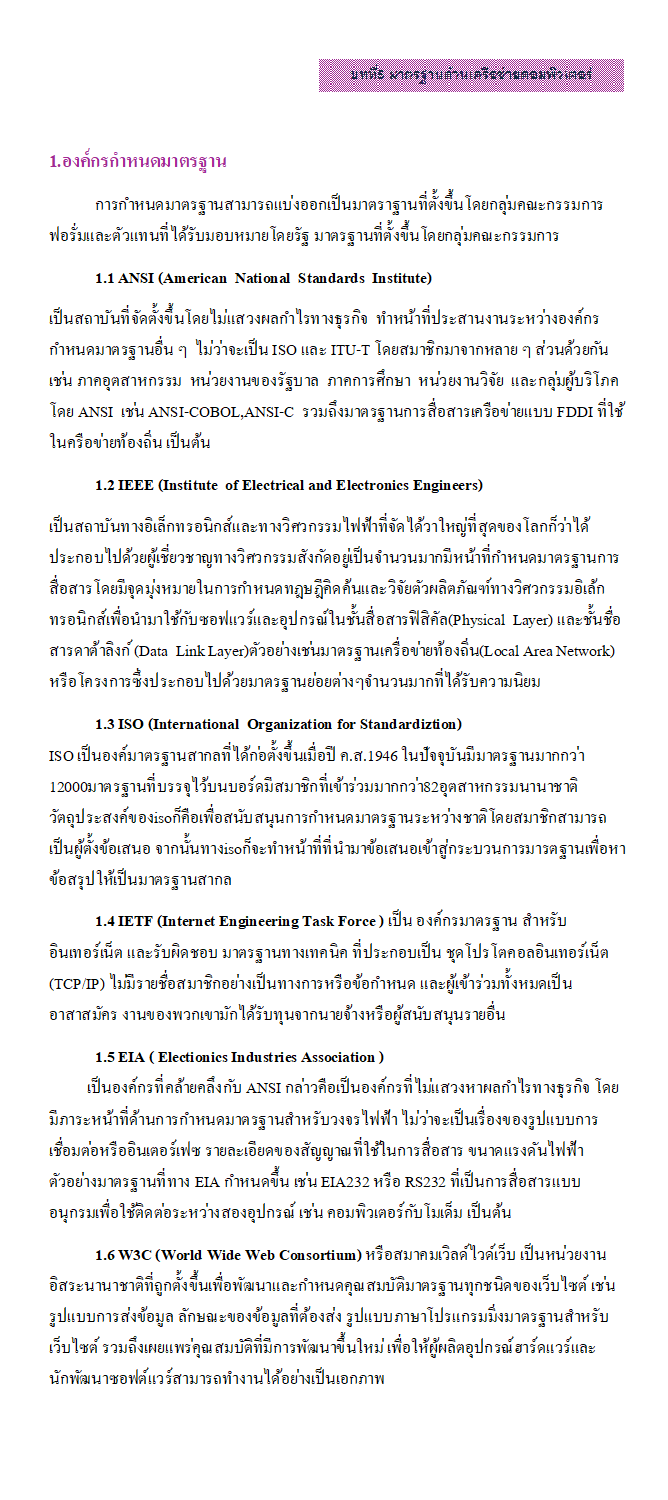 บทที่5 มาตรฐานด้านเครือข่ายคอมพิวเตอร์
1.องค์กรกำหนดมาตรฐาน
การกำหนดมาตรฐานสามารถแบ่งออกเป็นมาตราฐานที่ตั้งขึ้นโดยกลุ่มคณะกรรมการ
ฟอรั่มและตัวแทนที่ได้รับมอบหมายโดยรัฐ มาตรฐานที่ตั้งขึ้นโดยกลุ่มคณะกรรมการ
1.1 ANSI (American National Standards Institute)
เป็นสถาบันที่จัดตั้งขึ้นโดยไม่แสวงผลกำไรทางธุรกิจ ทำหน้าที่ประสานงานระหว่างองค์กร
กำหนดมาตรฐานอื่น ๆ ไม่ว่าจะเป็น ISO และ ITU-T โดยสมาชิกมาจากหลาย ๆ ส่วนด้วยกัน
เช่น ภาคอุตสาหกรรม หน่วยงานของรัฐบาล ภาคการศึกษา หน่วยงานวิจัย และกลุ่มผู้บริโภค
โดย ANSI เช่น ANSI-COBOL,ANSI-C รวมถึงมาตรฐานการสื่อสารเครือข่ายแบบ FDDI ที่ใช้
ในครือข่ายท้องถิ่น เป็นต้น
1.2 IEEE (Institute of Electrical and Electronics Engineers)
เป็นสถาบันทางอิเล็กทรอนิกส์และทางวิศวกรรมไฟฟ้าที่จัดได้วาใหญ่ที่สุดของโลกก็ว่าได้
ประกอบไปด้วยผู้เชี่ยวชาญทางวิศวกรรมสังกัดอยู่เป็นจำนวนมากมีหน้าที่กำหนดมาตรฐานการ
สื่อสารโดยมีจุดมุ่งหมายในการกำหนดทฎษฎีคิดค้นและวิจัยตัวผลิตภัณฑ์ทางวิศวกรรมอิเล้ก
ทรอนิกส์เพื่อนำมาใช้กับซอฟแวร์และอุปกรณ์ในชั้นสื่อสารฟิสิคัล(Physical Layer) และชั้นชื่อ
สารดาต้าลิงก์ (Data Link Layer)ตัวอย่างเช่นมาตรฐานเครื่อข่ายท้องถิ่น(Local Area Network)
หรือโครงการซึ่งประกอบไปด้วยมาตรฐานย่อยต่างๆจำนวนมากที่ได้รับความนิยม
1.3 ISO (International Organization for Standardiztion)
ISO เป็นองค์มาตรฐานสากลที่ได้ก่อตั้งขึ้นเมื่อปี ค.ส.1946 ในปัจจุบันมีมาตรฐานมากกว่า
12000มาตรฐานที่บรรจุไว้บนบอร์ดมีสมาชิกที่เข้าร่วมมากกว่า82อุตสาหกรรมนานาชาติ
วัตถุประสงค์ของisoก็คือเพื่อสนับสนุนการกำหนดมาตรฐานระหว่างชาติโดยสมาชิกสามารถ
เป็นผู้ตั้งข้อเสนอ จากนั้นทางisoก็จะทำหน้าที่ที่นำมาข้อเสนอเข้าสู่กระบวนการมารตฐานเพื่อหา
ข้อสรุปให้เป็นมาตรฐานสากล
1.4 IETF (Internet Engineering Task Force ) เป็น องค์กรมาตรฐาน สำหรับ
อินเทอร์เน็ต และรับผิดชอบ มาตรฐานทางเทคนิค ที่ประกอบเป็น ชุดโปรโตคอลอินเทอร์เน็ต
(TCP/IP) ไม่มีรายชื่อสมาชิกอย่างเป็นทางการหรือข้อกำหนด และผู้เข้าร่วมทั้งหมดเป็น
อาสาสมัคร งานของพวกเขามักได้รับทุนจากนายจ้างหรือผู้สนับสนุนรายอื่น
1.5 EIA ( Electionics Industries Association )
เป็นองค์กรที่คล้ายคลึงกับ ANSI กล่าวคือเป็นองค์กรที่ไม่แสวงหาผลกำไรทางธุรกิจ โดย
มีภาระหน้าที่ด้านการกำหนดมาตรฐานสำหรับวงจรไฟฟ้า ไม่ว่าจะเป็นเรื่องของรูปแบบการ
เชื่อมต่อหรืออินเตอร์เฟซ รายละเอียดของสัญญาณที่ใช้ในการสื่อสาร ขนาดแรงดันไฟฟ้า
ตัวอย่างมาตรฐานที่ทาง EIA กำหนดขึ้น เช่น EIA232 หรือ RS232 ที่เป็นการสื่อสารแบบ
อนุกรมเพื่อใช้ติดต่อระหว่างสองอุปกรณ์ เช่น คอมพิวเตอร์กับโมเด็ม เป็นต้น
1.6 W3C (World Wide Web Consortium) หรือสมาคมเวิลด์ไวด์เว็บ เป็นหน่วยงาน
อิสระนานาชาติที่ถูกตั้งขึ้นเพื่อพัฒนาและกำหนดคุณสมบัติมาตรฐานทุกชนิดของเว็บไซต์ เช่น
รูปแบบการส่งข้อมูล ลักษณะของข้อมูลที่ต้องส่ง รูปแบบภาษาโปรแกรมมิ่งมาตรฐานสำหรับ
เว็บไซต์ รวมถึงเผยแพร่คุณสมบัติที่มีการพัฒนาขึ้นใหม่ เพื่อให้ผู้ผลิตอุปกรณ์ฮาร์ดแวร์และ
นักพัฒนาซอฟต์แวร์สามารถทำงานได้อย่างเป็นเอกภาพ